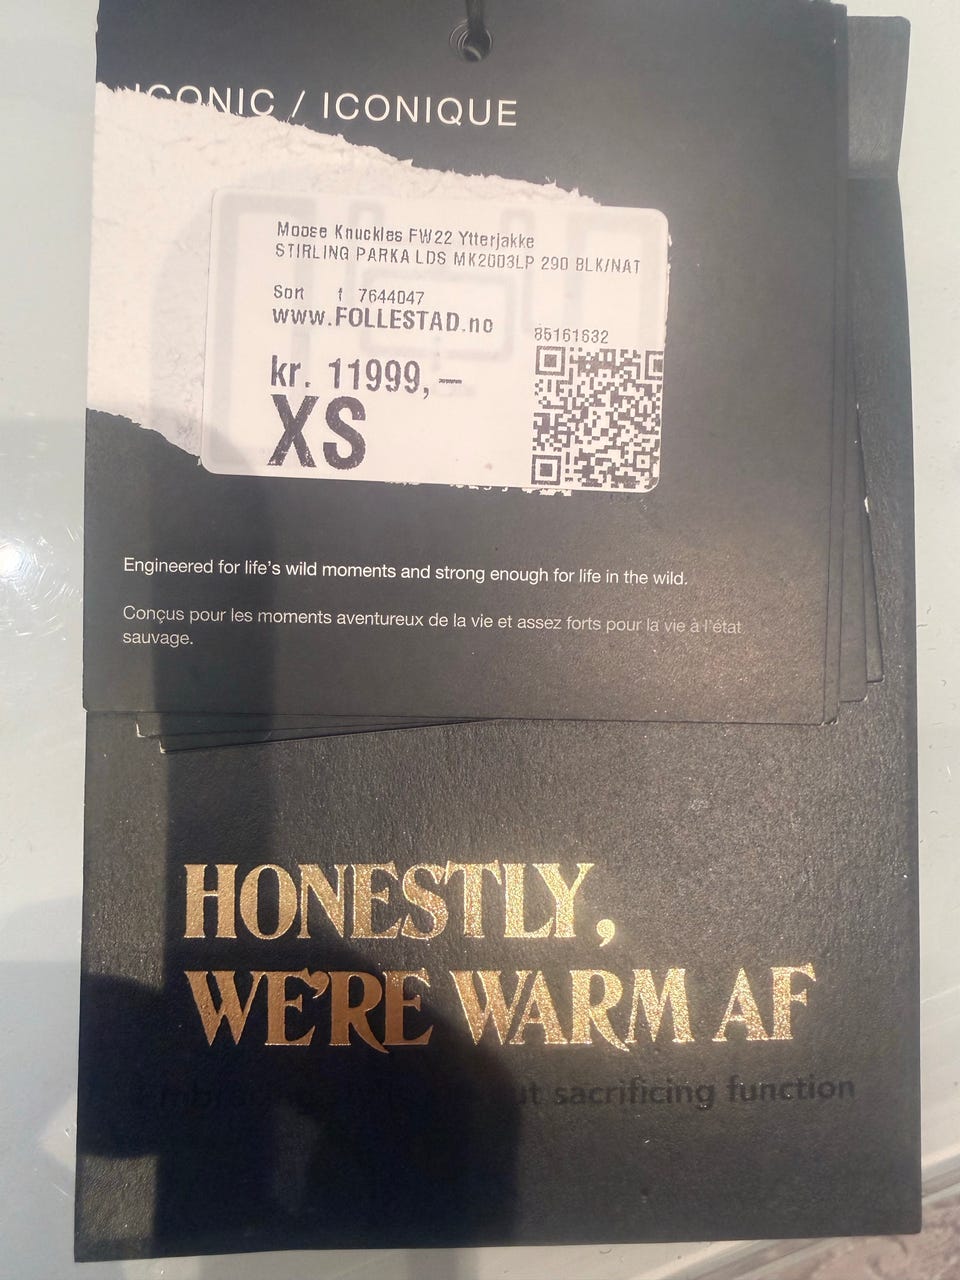 ICONIC / ICONIQUE
Moose Knuckles FW22 Ytterjakke
STIRLING PARKA LDS MK2003LP 290 BLK/NAT
Sort f 7644047
www.FOLLESTAD.no
85161632
kr. 11999,–
XS
Engineered for life's wild moments and strong enough for life in the wild.
Conçus pour les moments aventureux de la vie et assez forts pour la vie à l'état
sauvage.
HONESTLY,
WE'RE WARM AF
sacrificing function